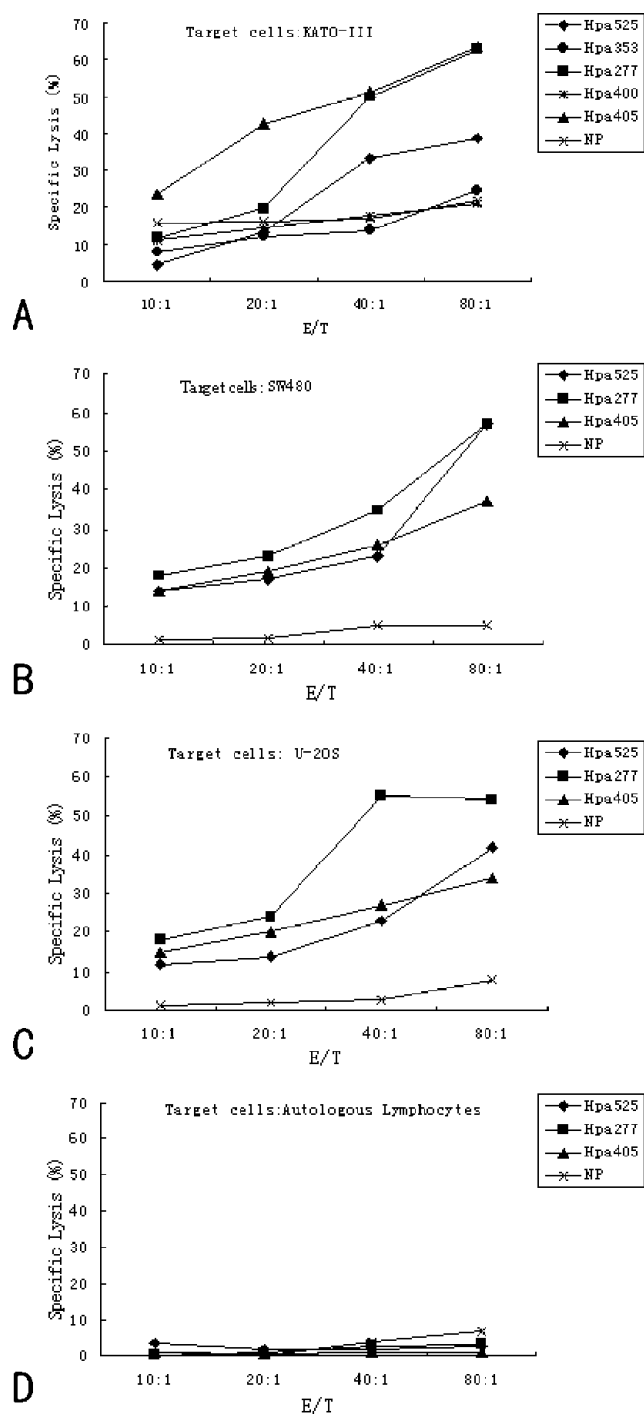 Target cells:KATO-III
Specific Lysis (%)
70
60
50
40
30
20
10
0
10:1 20:1 40:1 80:1
E/T
Hpa525
Hpa353
Hpa277
Hpa400
Hpa405
NP
A
Target cells: SW480
Specific Lysis (%)
70
60
50
40
30
20
10
0
10:1 20:1 40:1 80:1
E/T
Hpa525
Hpa277
Hpa405
NP
B
Target cells: U-2OS
Specific Lysis (%)
70
60
50
40
30
20
10
0
10:1 20:1 40:1 80:1
E/T
Hpa525
Hpa277
Hpa405
NP
C
Target cells:Autologous Lymphocytes
Specific Lysis (%)
70
60
50
40
30
20
10
0
10:1 20:1 40:1 80:1
E/T
Hpa525
Hpa277
Hpa405
NP
D